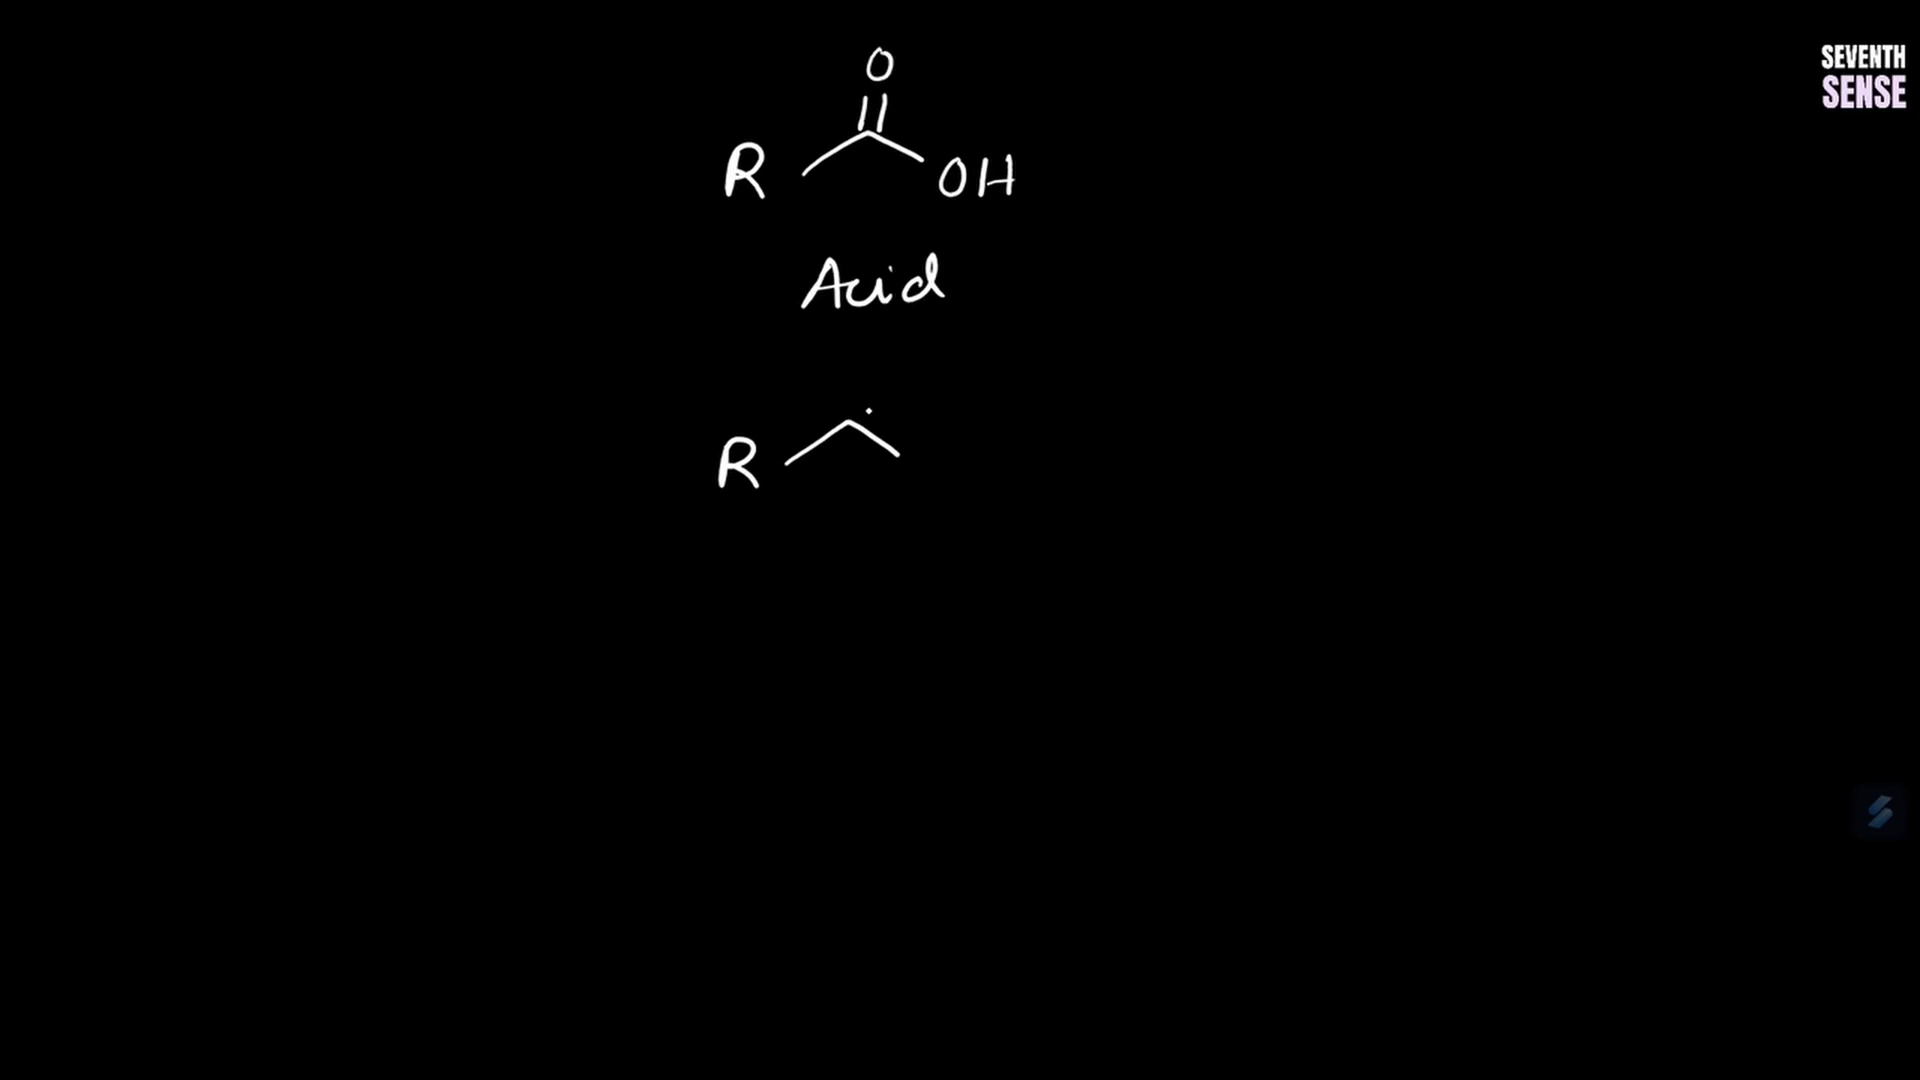 SEVENTH
SENSE
O
R OH
Acid
R